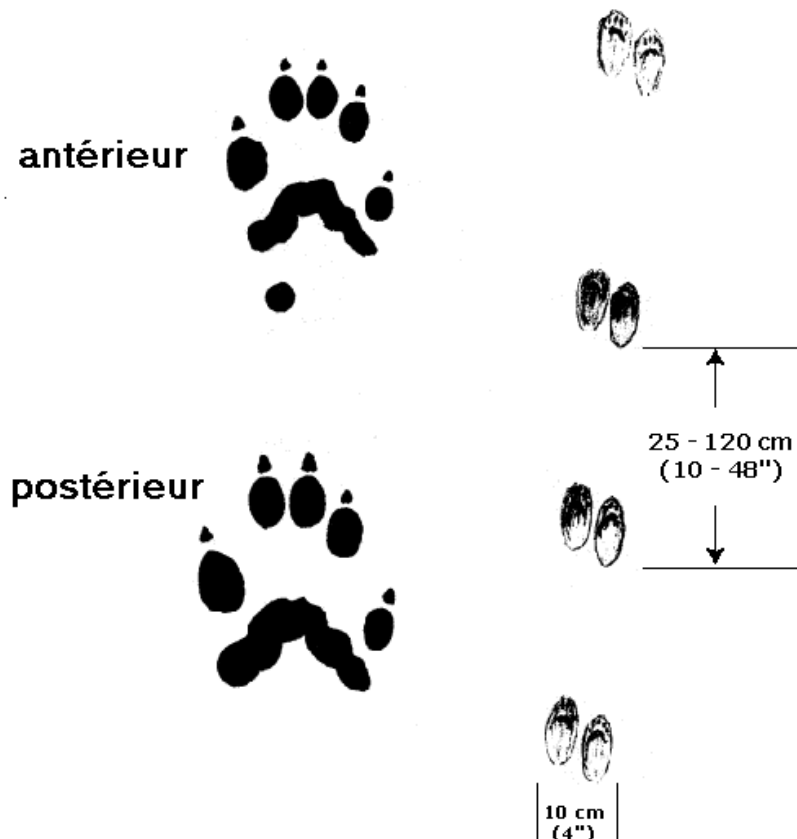 antérieur
postérieur
25 - 120 cm
(10 - 48")
10 cm
(4")